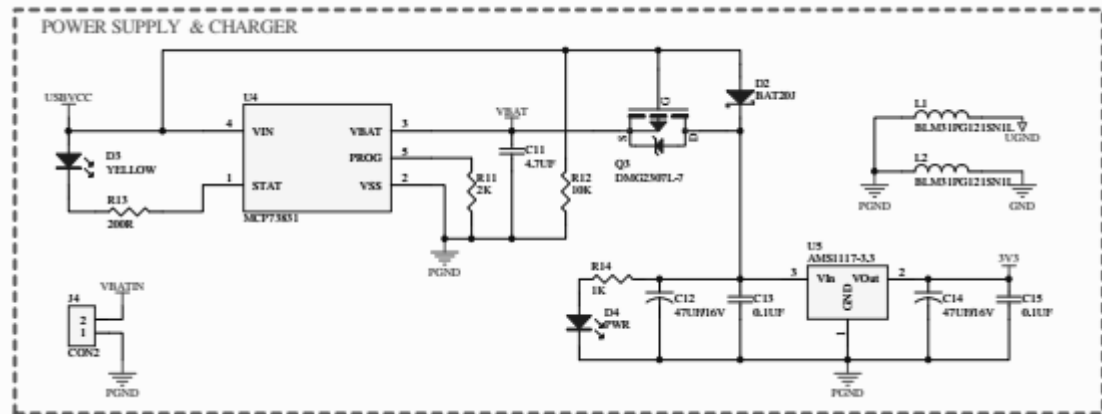 POWER SUPPLY & CHARGER
USBVCC
U4
4 VIN
VBAT 3
PROG 5
1 STAT
VSS 2
MCP73831
D3
YELLOW
R13
200R
VBAT
C11
4.7UF
R11
2K
R12
10K
PGND
G
S
D
Q3
DMG2307L-7
D2
BAT20J
L1
BLM31PG121SN1L
UGND
L2
BLM31PG121SN1L
PGND
GND
J4
VBATIN
2
1
CON2
PGND
R14
1K
D4
PWR
C12
47UF/16V
C13
0.1UF
U5
AMS1117-3.3
3 VIn
VOut 2
GND
1
PGND
C14
47UF/16V
3V3
C15
0.1UF